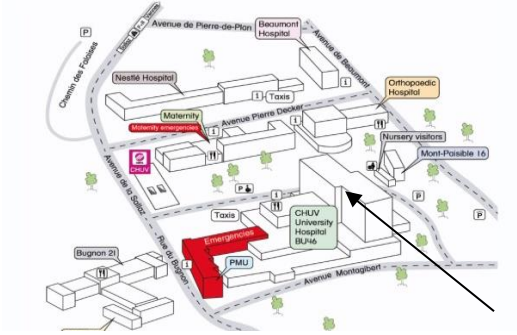 Avenue de Pierre-de-Plan
Beaumont
Hospital
Avenue de Beaumont
P
Chemin des Falaises
Nestlé Hospital
i
Taxis
Orthopaedic
Hospital
Maternity
Maternity emergencies
i
Avenue Pierre Decker
i
i
Nursery visitors
Mont-Paisible 16
CHUV
Avenue de la Sallaz
P
P
P
i
Taxis
CHUV
University
Hospital
BU46
Emergencies
Rue du Bugnon
i
PMU
Bugnon 21
Avenue Montagibert